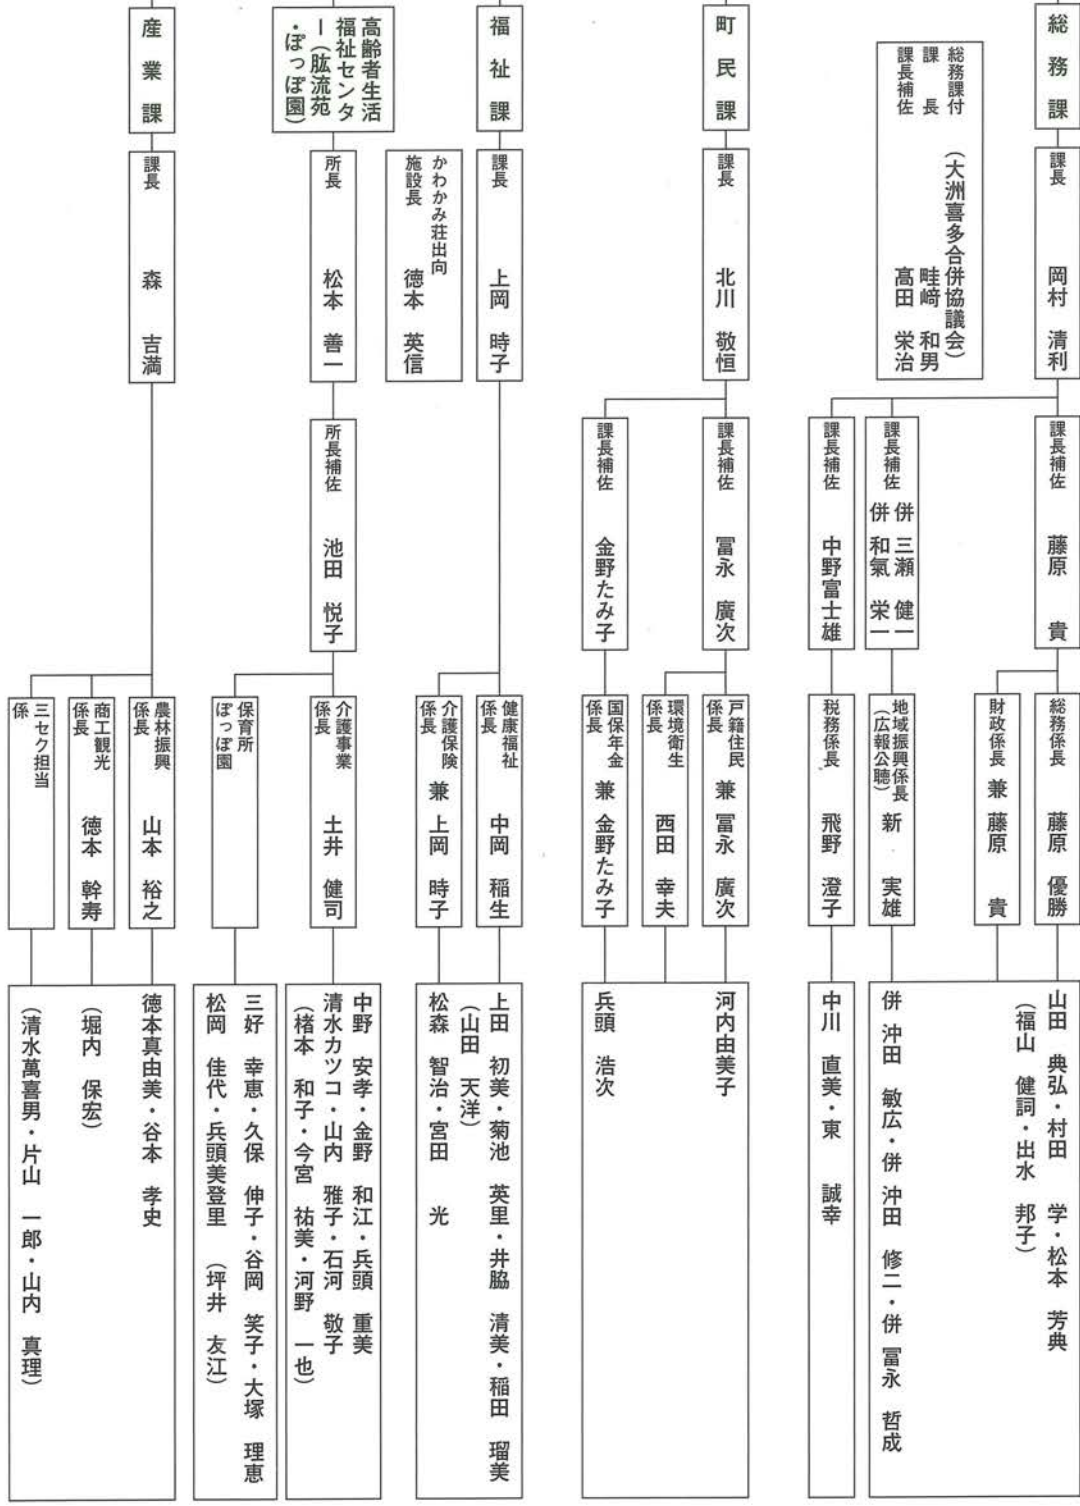 総務課
課長 岡村 清利
総務課付 (大洲喜多合併協議会)
課長 畦﨑 和男
課長補佐 髙田 栄治
課長補佐 藤原 貴
課長補佐 併 三瀬 健一
併 和氣 栄一
課長補佐 中野富士雄
総務係長 藤原 優勝
財政係長 兼 藤原 貴
地域振興係長
(広報公聴) 新 実雄
税務係長 飛野 澄子
山田 典弘・村田 学・松本 芳典
(福山 健詞・出水 邦子)
併 沖田 敏広・併 沖田 修二・併 冨永 哲成
中川 直美・東 誠幸
町民課
課長 北川 敬恒
課長補佐 冨永 廣次
課長補佐 金野たみ子
戸籍住民
係長 兼 冨永 廣次
環境衛生
係長 西田 幸夫
国保年金
係長 兼 金野たみ子
河内由美子
兵頭 浩次
福祉課
課長 上岡 時子
かわかみ荘出向
施設長 徳本 英信
健康福祉
係長 中岡 稲生
介護保険
係長 兼 上岡 時子
上田 初美・菊池 英里・井脇 清美・稲田 瑠美
(山田 天洋)
松森 智治・宮田 光
高齢者生活
福祉センタ
ー(肱流苑
・ぽっぽ園)
所長 松本 善一
所長補佐 池田 悦子
介護事業
係長 土井 健司
保育所
ぽっぽ園
中野 安孝・金野 和江・兵頭 重美
清水カツコ・山内 雅子・石河 敬子
(楮本 和子・今宮 祐美・河野 一也)
三好 幸恵・久保 伸子・谷岡 笑子・大塚 理恵
松岡 佳代・兵頭美登里 (坪井 友江)
産業課
課長 森 吉満
農林振興
係長 山本 裕之
商工観光
係長 徳本 幹寿
三セク担当
係
徳本真由美・谷本 孝史
(堀内 保宏)
(清水萬喜男・片山 一郎・山内 真理)